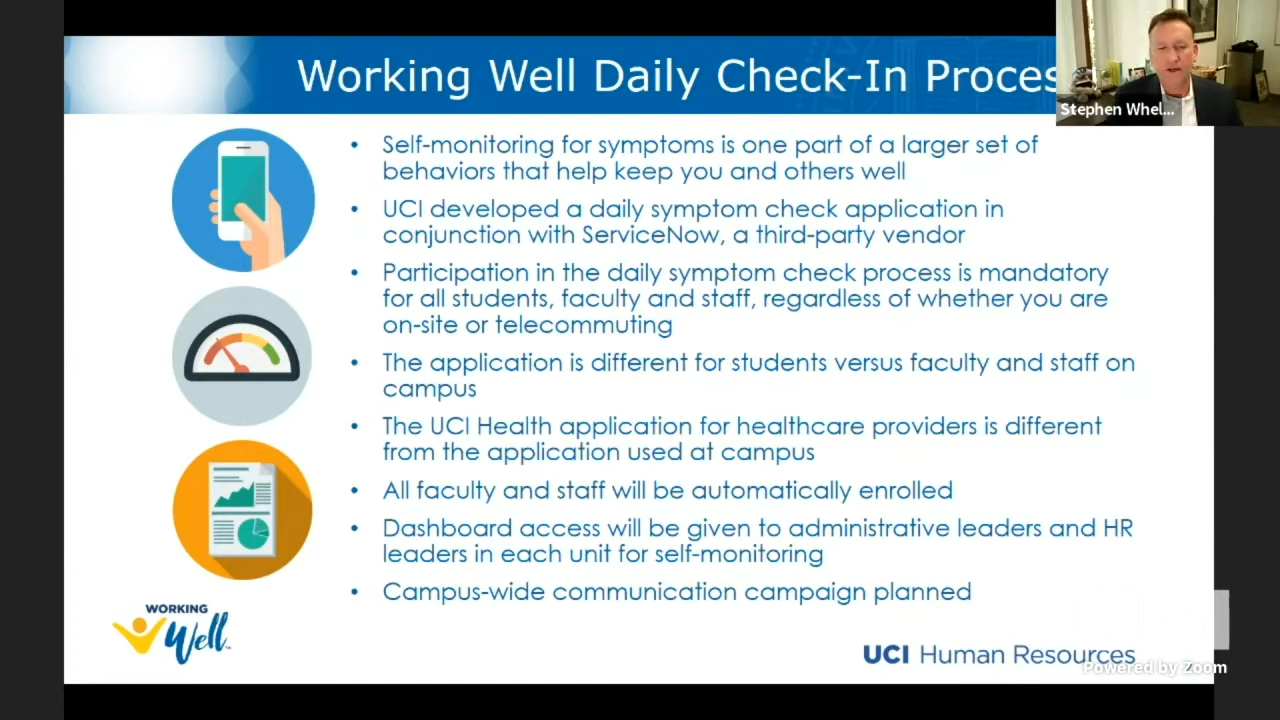 Working Well Daily Check-In Proces
Stephen Whel...
• Self-monitoring for symptoms is one part of a larger set of
behaviors that help keep you and others well
• UCI developed a daily symptom check application in
conjunction with ServiceNow, a third-party vendor
• Participation in the daily symptom check process is mandatory
for all students, faculty and staff, regardless of whether you are
on-site or telecommuting
• The application is different for students versus faculty and staff on
campus
• The UCI Health application for healthcare providers is different
from the application used at campus
• All faculty and staff will be automatically enrolled
• Dashboard access will be given to administrative leaders and HR
leaders in each unit for self-monitoring
• Campus-wide communication campaign planned
WORKING
Well
UCI Human Resources
Powered by Zoom